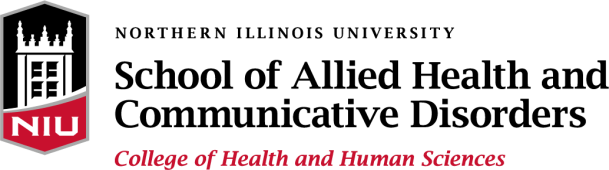 NORTHERN ILLINOIS UNIVERSITY
School of Allied Health and
Communicative Disorders
NIU
College of Health and Human Sciences